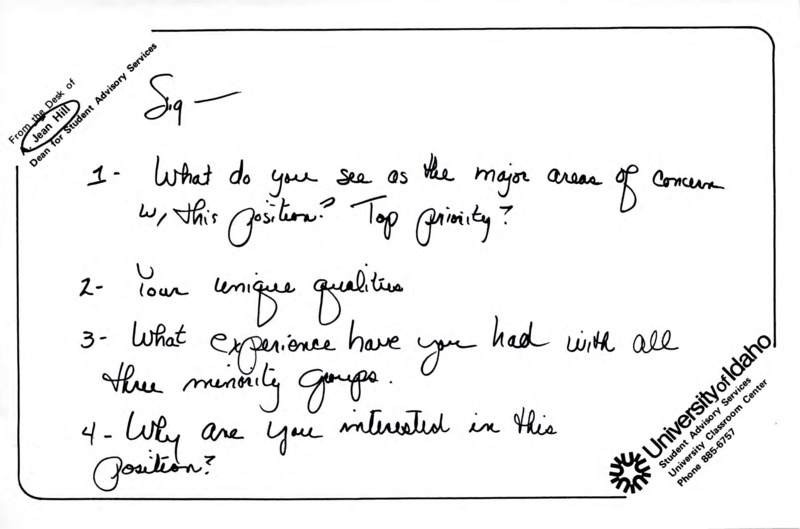 From the Desk of
Jean Hill
Dean for Student Advisory Services
Sig —
1- What do you see as the major areas of concern
w/ this position? Top priority?
2- Your unique qualities
3- What experience have you had with all
three minority groups.
4- Why are you interested in this
position?
University of Idaho
Student Advisory Services
University Classroom Center
Phone 885-6757